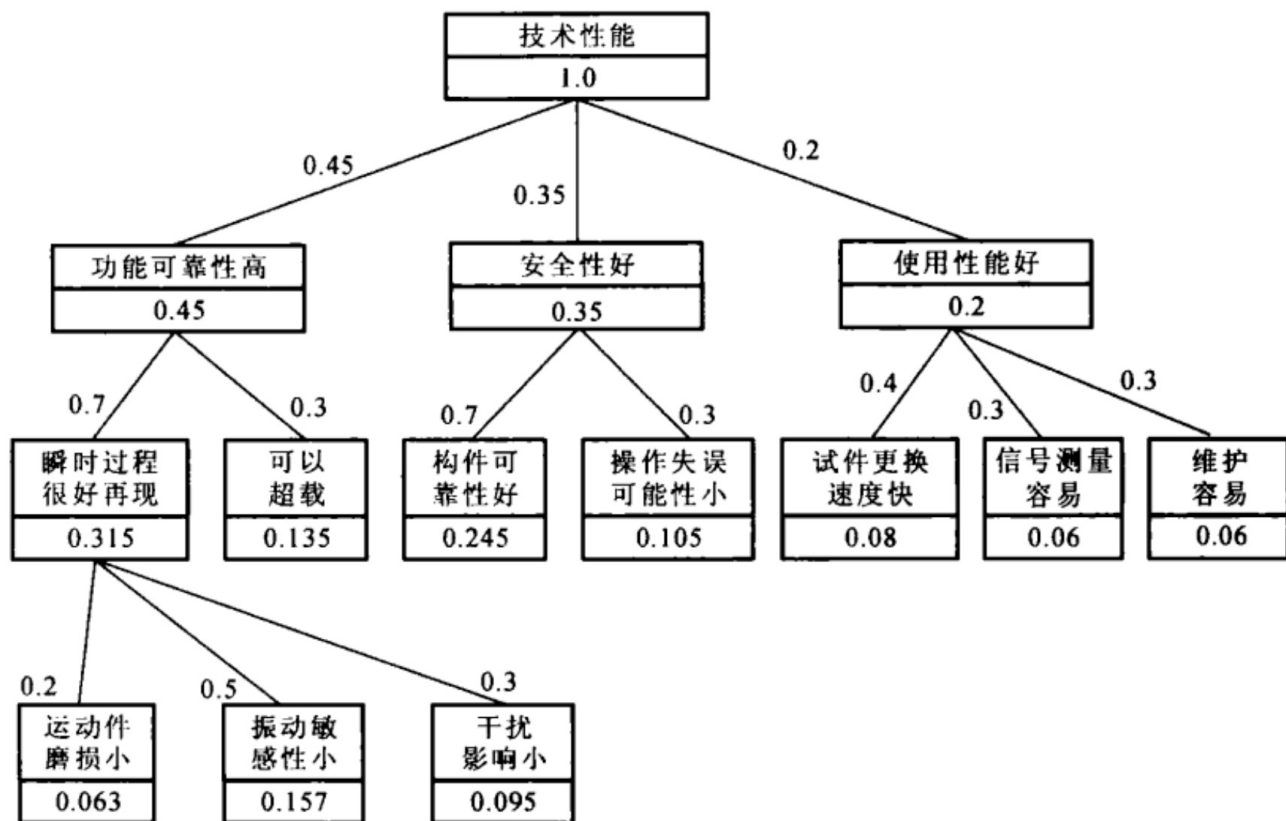 技术性能
1.0
0.45
0.35
0.2
功能可靠性高
0.45
安全性好
0.35
使用性能好
0.2
0.7
0.3
0.7
0.3
0.4
0.3
0.3
瞬时过程
很好再现
0.315
可以
超载
0.135
构件可
靠性好
0.245
操作失误
可能性小
0.105
试件更换
速度快
0.08
信号测量
容易
0.06
维护
容易
0.06
0.2
0.5
0.3
运动件
磨损小
0.063
振动敏
感性小
0.157
干扰
影响小
0.095